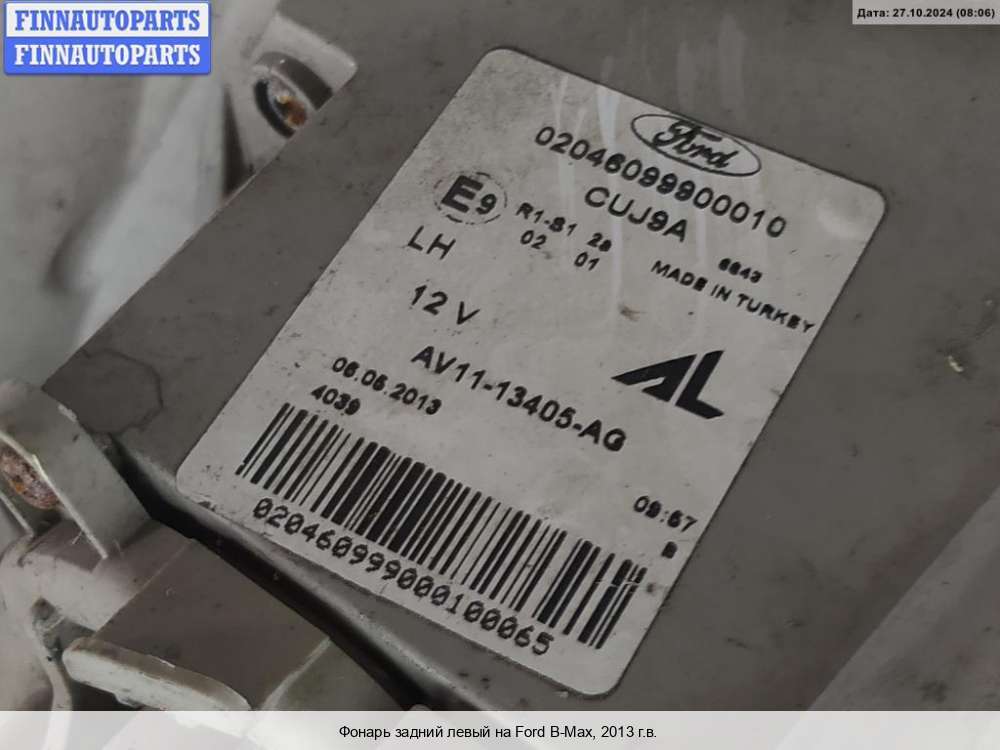 FINNAUTOPARTS
FINNAUTOPARTS
Дата: 27.10.2024 (08:06)
Ford
02046099900010
CUJ9A
E9
R1-S1 2a
02 01
6643
LH
MADE IN TURKEY
12 V
AL
AV11-13405-AG
06.06.2013
4039
09:57
020460999000100065
Фонарь задний левый на Ford B-Max, 2013 г.в.